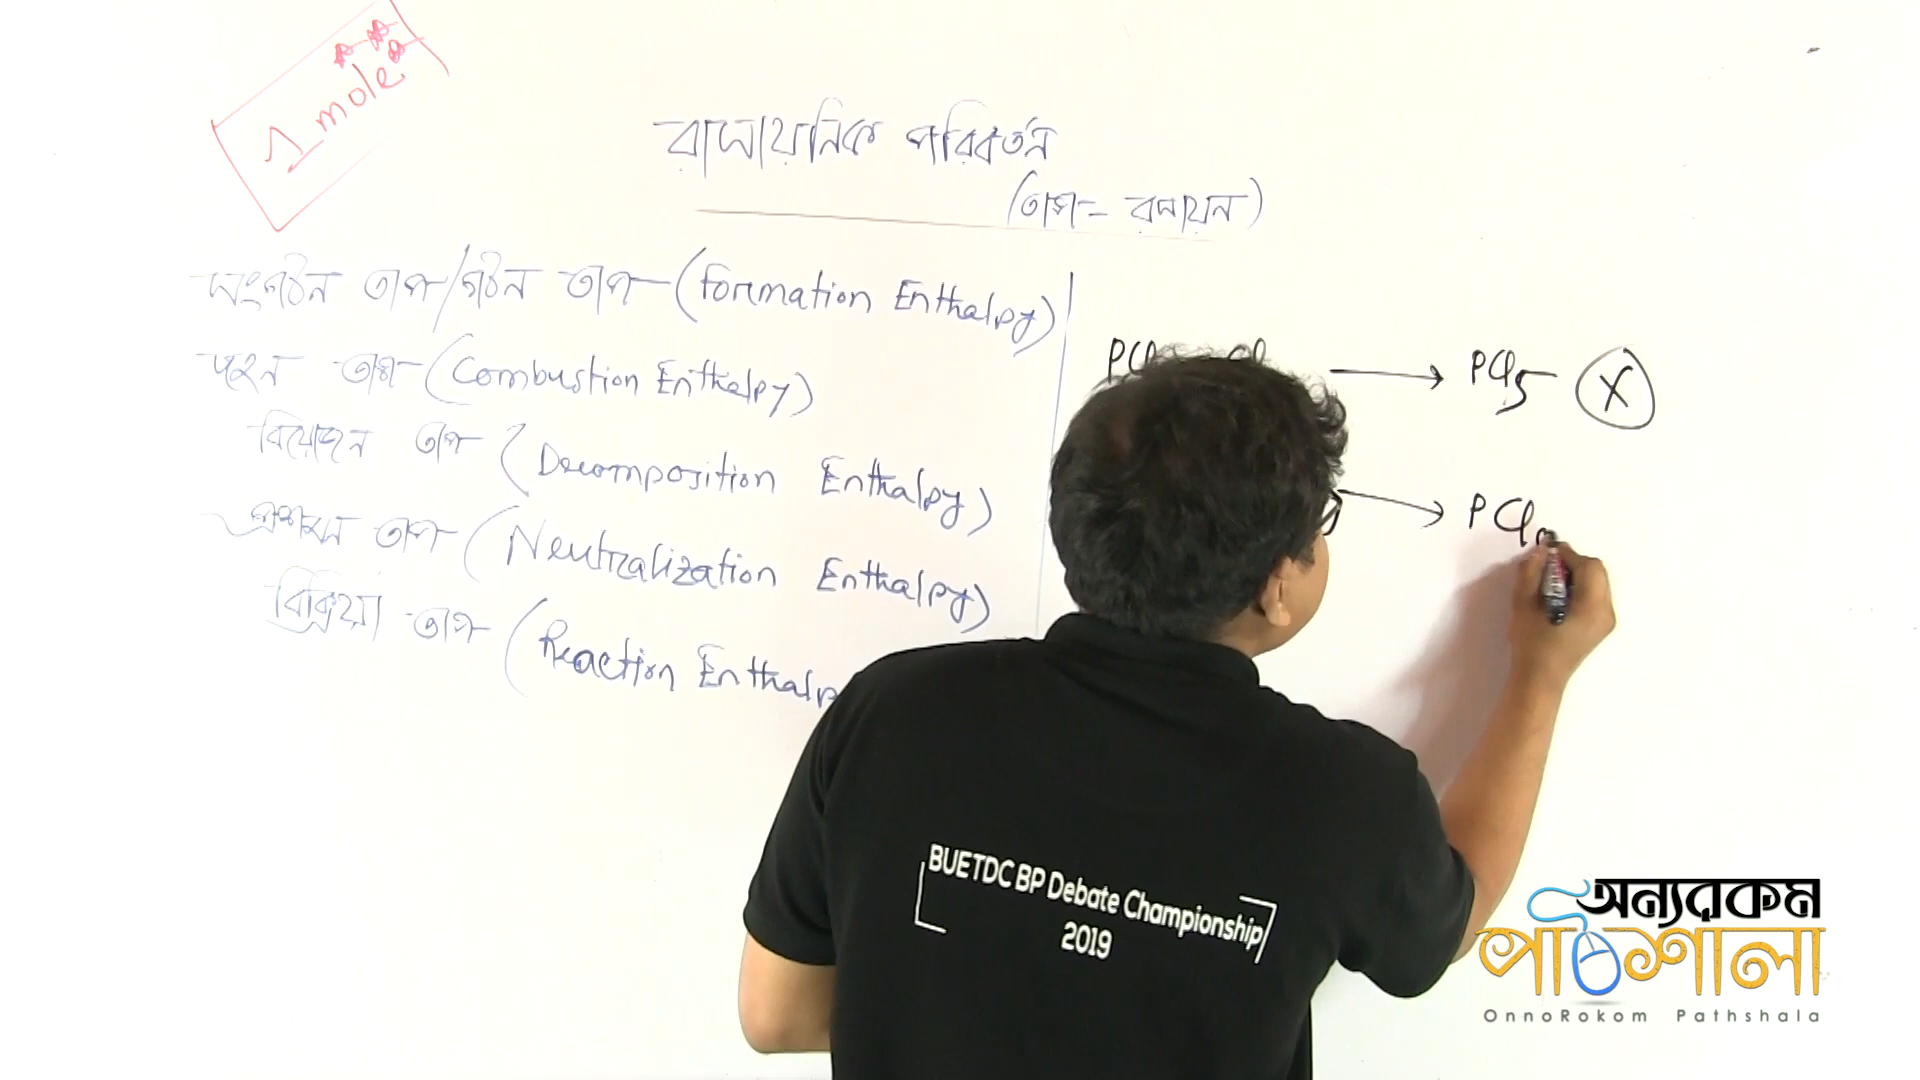 1 mole
রাসায়নিক পরিবর্তন
(তাপ - রসায়ন)
সংগঠন তাপ/গঠন তাপ - (Formation Enthalpy)
দহন তাপ - (Combustion Enthalpy)
বিয়োজন তাপ (Decomposition Enthalpy)
প্রশমন তাপ (Neutralization Enthalpy)
বিক্রিয়া তাপ (Reaction Enthalp
→ PCl5 X
→ PCl
BUETDC BP Debate Championship
2019
অন্যরকম
পাঠশালা
OnnoRokom Pathshala